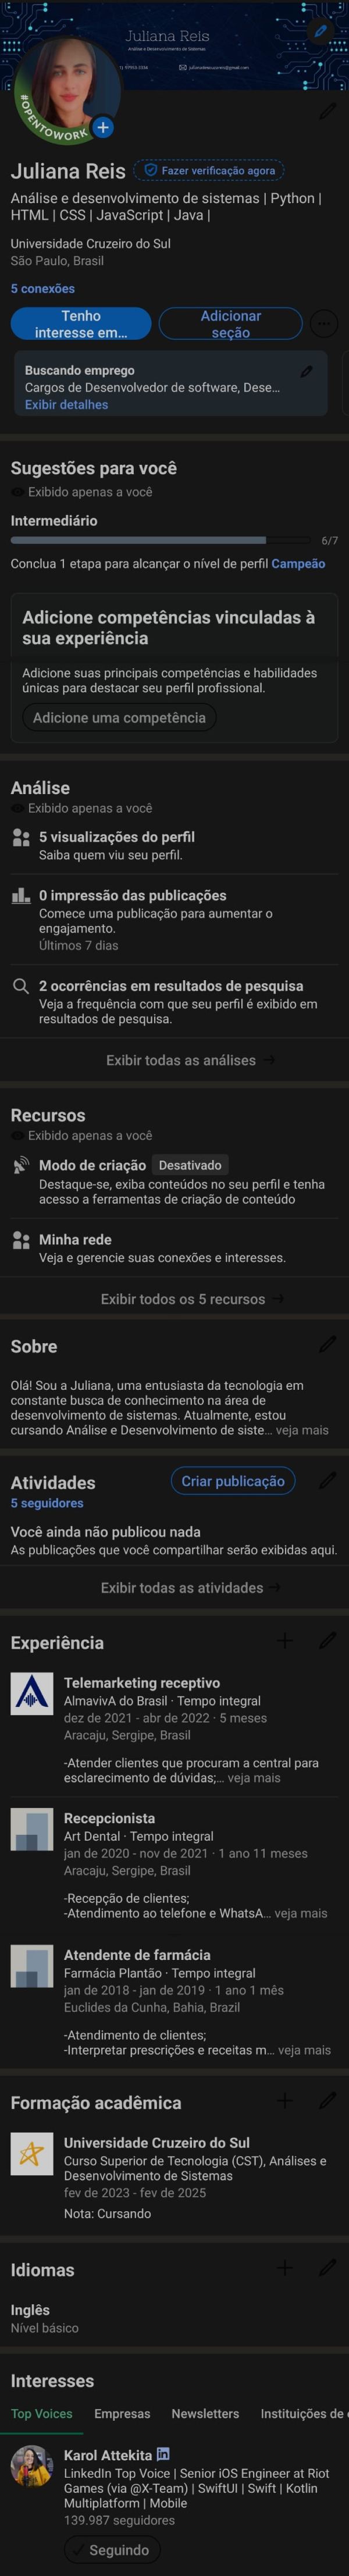 Juliana Reis
Análise e Desenvolvimento de Sistemas
#OPENTOWORK
Juliana Reis
Fazer verificação agora
Análise e desenvolvimento de sistemas | Python |
HTML | CSS | JavaScript | Java |
Universidade Cruzeiro do Sul
São Paulo, Brasil
5 conexões
Tenho
interesse em...
Adicionar
seção
Buscando emprego
Cargos de Desenvolvedor de software, Dese...
Exibir detalhes
Sugestões para você
Exibido apenas a você
Intermediário
6/7
Conclua 1 etapa para alcançar o nível de perfil Campeão
Adicione competências vinculadas à
sua experiência
Adicione suas principais competências e habilidades
únicas para destacar seu perfil profissional.
Adicione uma competência
Análise
Exibido apenas a você
5 visualizações do perfil
Saiba quem viu seu perfil.
0 impressão das publicações
Comece uma publicação para aumentar o
engajamento.
Últimos 7 dias
2 ocorrências em resultados de pesquisa
Veja a frequência com que seu perfil é exibido em
resultados de pesquisa.
Exibir todas as análises →
Recursos
Exibido apenas a você
Modo de criação Desativado
Destaque-se, exiba conteúdos no seu perfil e tenha
acesso a ferramentas de criação de conteúdo
Minha rede
Veja e gerencie suas conexões e interesses.
Exibir todos os 5 recursos →
Sobre
Olá! Sou a Juliana, uma entusiasta da tecnologia em
constante busca de conhecimento na área de
desenvolvimento de sistemas. Atualmente, estou
cursando Análise e Desenvolvimento de siste... veja mais
Atividades
Criar publicação
5 seguidores
Você ainda não publicou nada
As publicações que você compartilhar serão exibidas aqui.
Exibir todas as atividades →
Experiência
Telemarketing receptivo
AlmavivA do Brasil · Tempo integral
dez de 2021 - abr de 2022 · 5 meses
Aracaju, Sergipe, Brasil
-Atender clientes que procuram a central para
esclarecimento de dúvidas;... veja mais
Recepcionista
Art Dental · Tempo integral
jan de 2020 - nov de 2021 · 1 ano 11 meses
Aracaju, Sergipe, Brasil
-Recepção de clientes;
-Atendimento ao telefone e WhatsA... veja mais
Atendente de farmácia
Farmácia Plantão · Tempo integral
jan de 2018 - jan de 2019 · 1 ano 1 mês
Euclides da Cunha, Bahia, Brazil
-Atendimento de clientes;
-Interpretar prescrições e receitas m... veja mais
Formação acadêmica
Universidade Cruzeiro do Sul
Curso Superior de Tecnologia (CST), Análises e
Desenvolvimento de Sistemas
fev de 2023 - fev de 2025
Nota: Cursando
Idiomas
Inglês
Nível básico
Interesses
Top Voices Empresas Newsletters Instituições de
Karol Attekita in
LinkedIn Top Voice | Senior iOS Engineer at Riot
Games (via @X-Team) | SwiftUI | Swift | Kotlin
Multiplatform | Mobile
139.987 seguidores
Seguindo